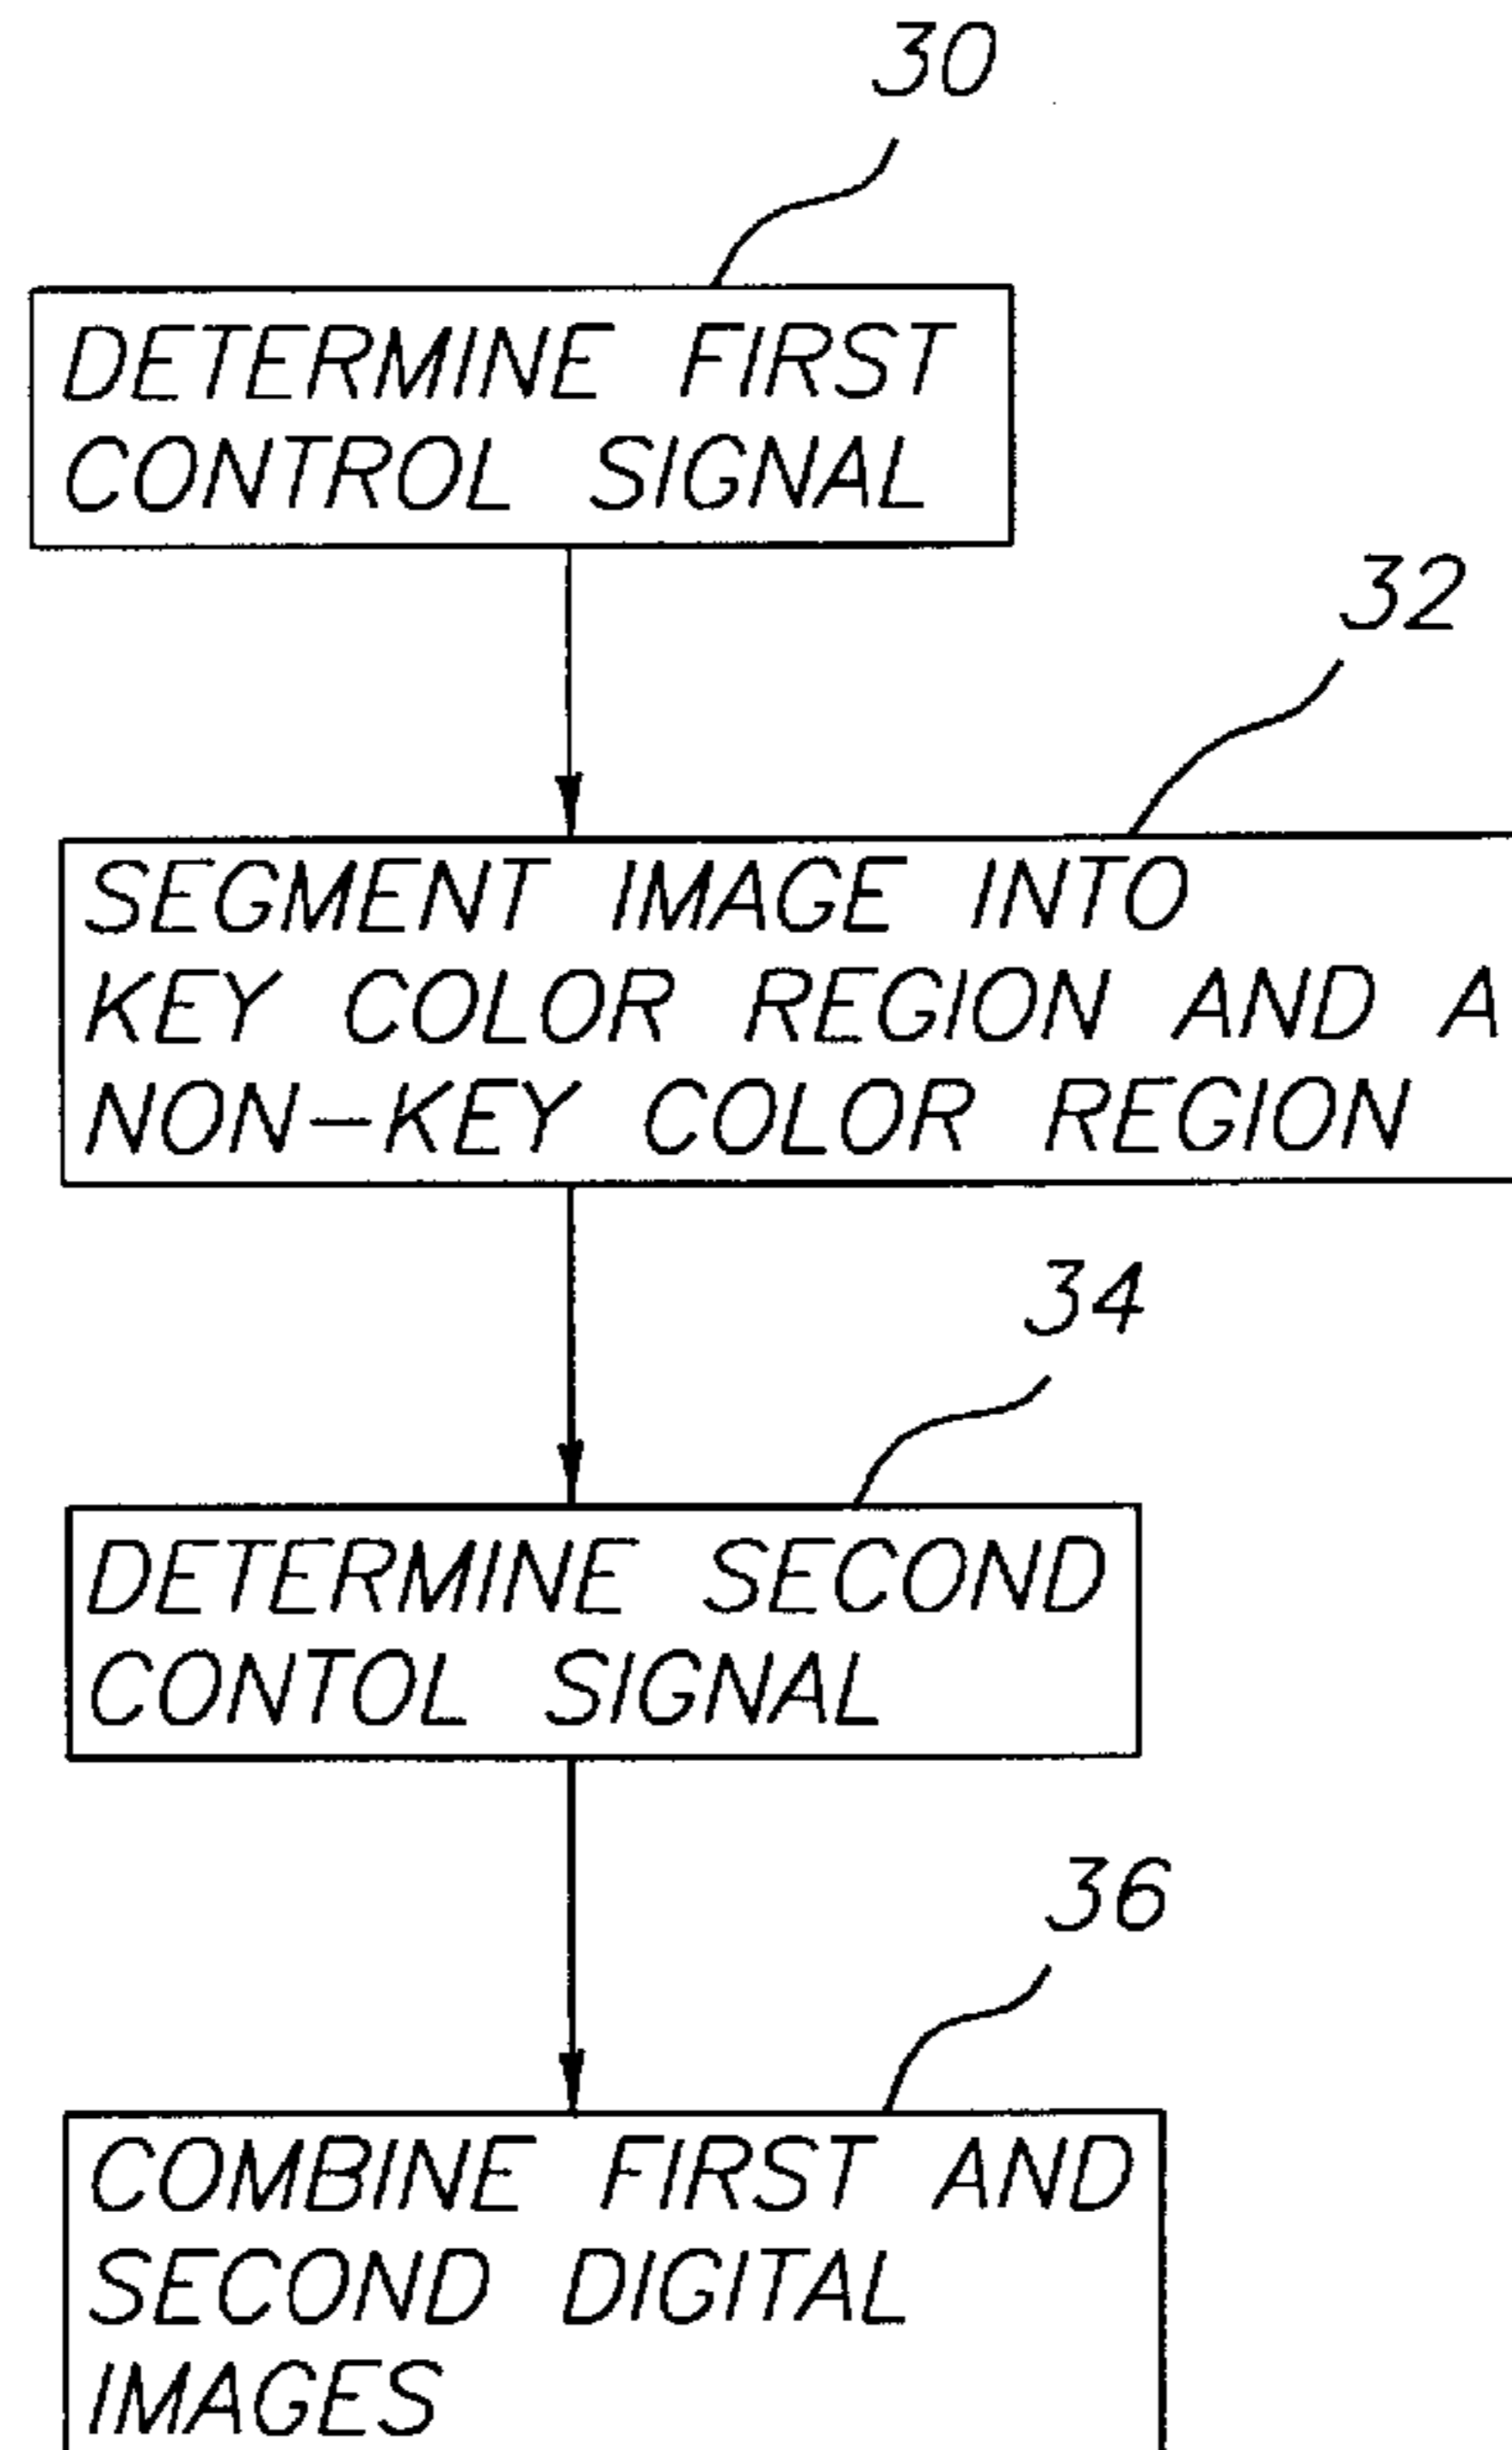 30
DETERMINE FIRST
CONTROL SIGNAL
32
SEGMENT IMAGE INTO
KEY COLOR REGION AND A
NON-KEY COLOR REGION
34
DETERMINE SECOND
CONTOL SIGNAL
36
COMBINE FIRST AND
SECOND DIGITAL
IMAGES